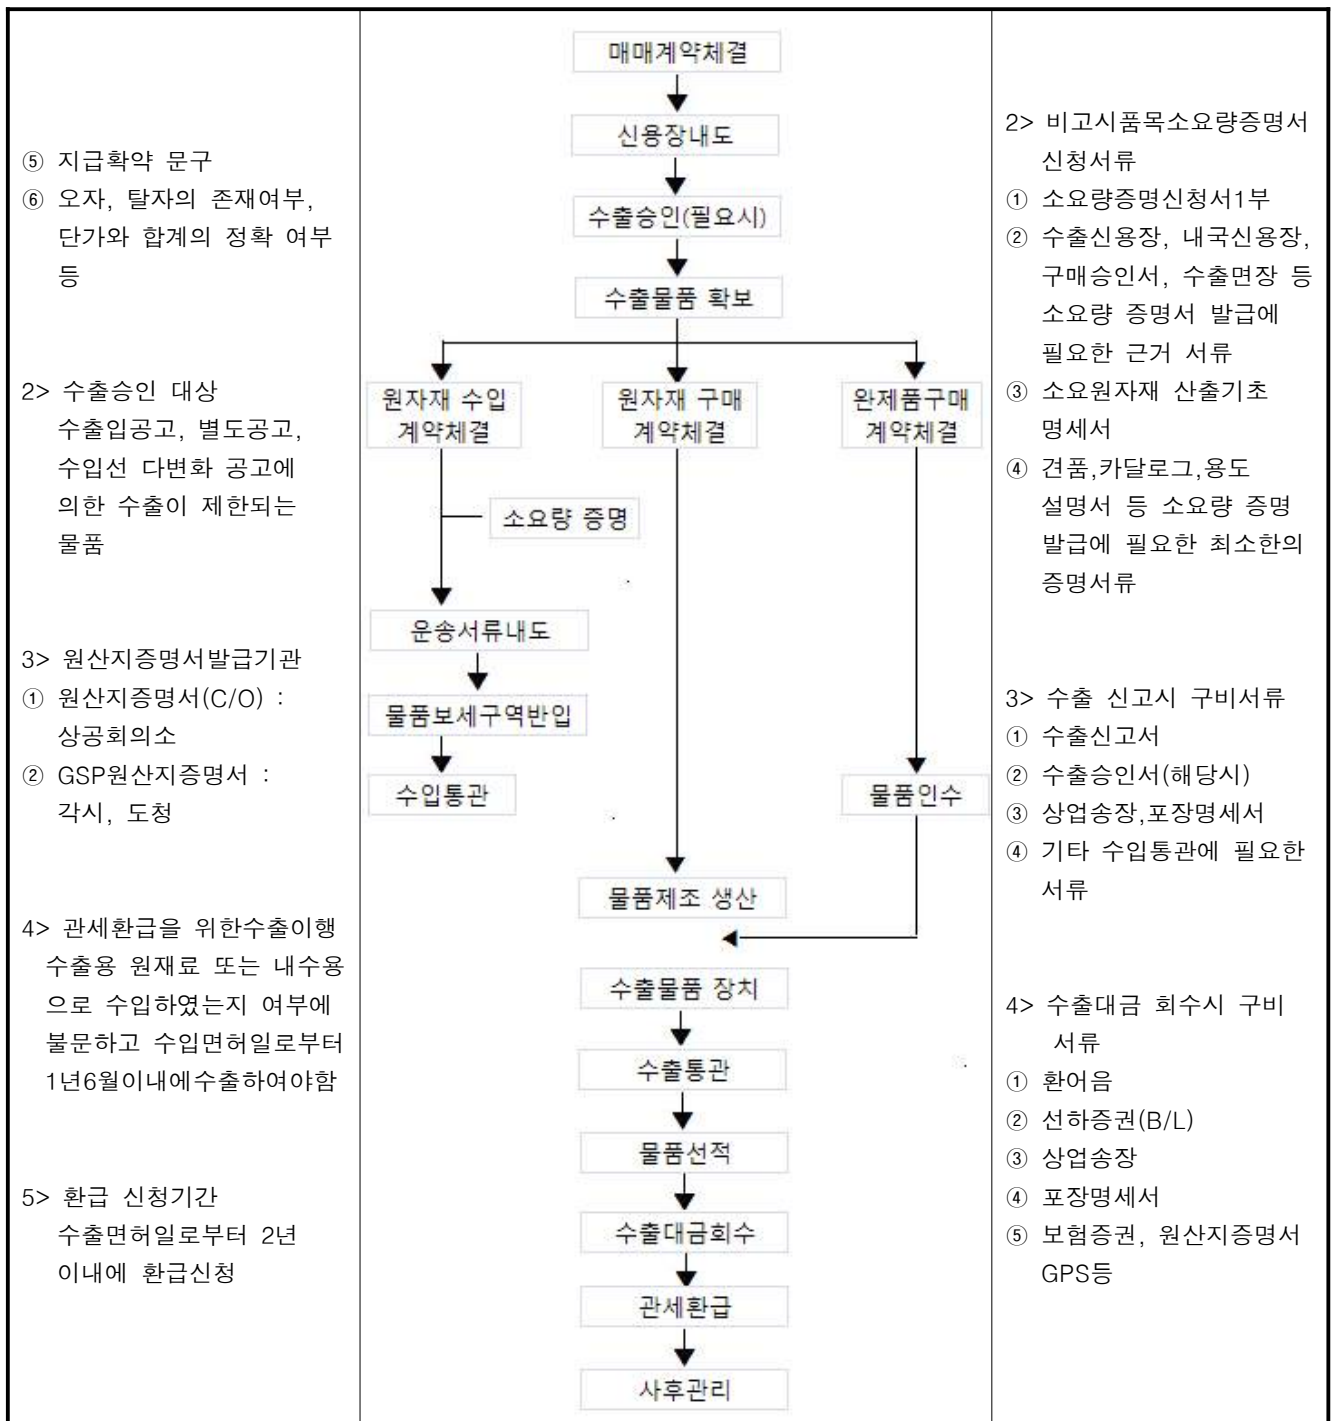 ⑤ 지급확약 문구
⑥ 오자, 탈자의 존재여부,
단가와 합계의 정확 여부
등
2> 수출승인 대상
수출입공고, 별도공고,
수입선 다변화 공고에
의한 수출이 제한되는
물품
3> 원산지증명서발급기관
① 원산지증명서(C/O) :
상공회의소
② GSP원산지증명서 :
각시, 도청
4> 관세환급을 위한수출이행
수출용 원재료 또는 내수용
으로 수입하였는지 여부에
불문하고 수입면허일로부터
1년6월이내에수출하여야함
5> 환급 신청기간
수출면허일로부터 2년
이내에 환급신청
매매계약체결
신용장내도
수출승인(필요시)
수출물품 확보
원자재 수입
계약체결
원자재 구매
계약체결
완제품구매
계약체결
소요량 증명
운송서류내도
물품보세구역반입
수입통관
물품인수
물품제조 생산
수출물품 장치
수출통관
물품선적
수출대금회수
관세환급
사후관리
2> 비고시품목소요량증명서
신청서류
① 소요량증명신청서1부
② 수출신용장, 내국신용장,
구매승인서, 수출면장 등
소요량 증명서 발급에
필요한 근거 서류
③ 소요원자재 산출기초
명세서
④ 견품,카달로그,용도
설명서 등 소요량 증명
발급에 필요한 최소한의
증명서류
3> 수출 신고시 구비서류
① 수출신고서
② 수출승인서(해당시)
③ 상업송장,포장명세서
④ 기타 수입통관에 필요한
서류
4> 수출대금 회수시 구비
서류
① 환어음
② 선하증권(B/L)
③ 상업송장
④ 포장명세서
⑤ 보험증권, 원산지증명서
GPS등